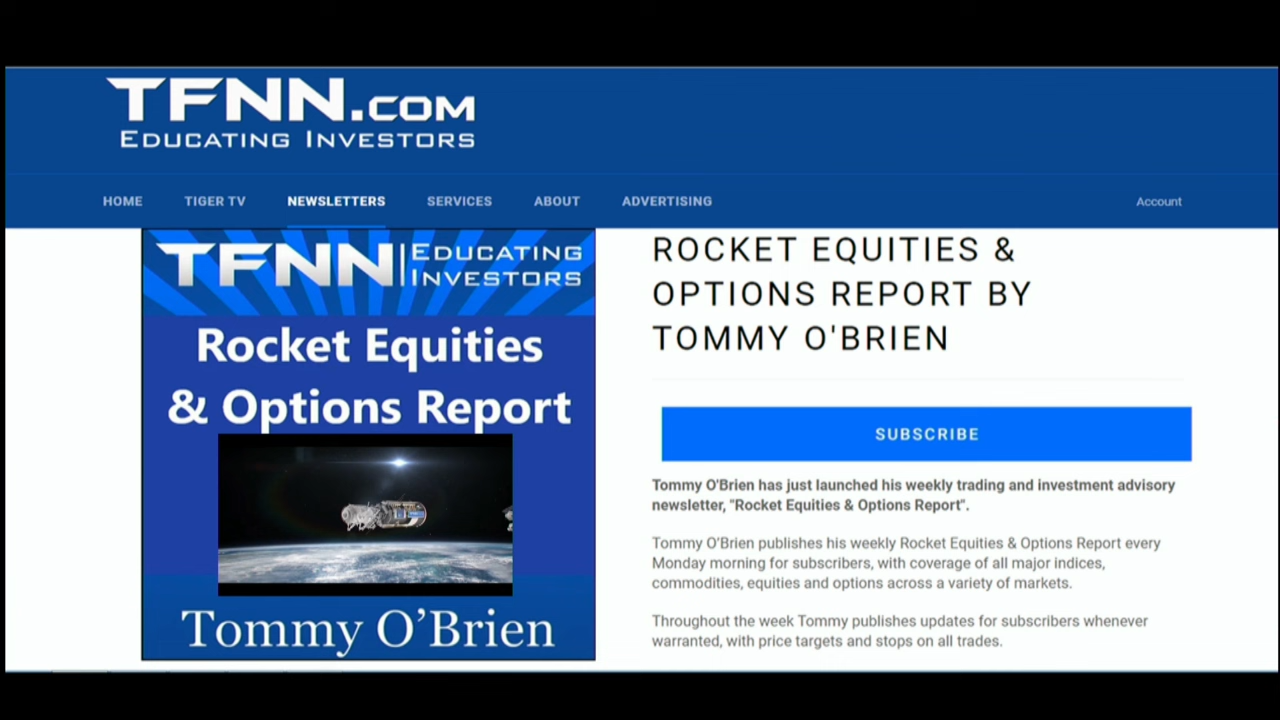 TFNN.COM
EDUCATING INVESTORS
HOME TIGER TV NEWSLETTERS SERVICES ABOUT ADVERTISING Account
TFNN | EDUCATING INVESTORS
Rocket Equities
& Options Report
Tommy O’Brien
ROCKET EQUITIES &
OPTIONS REPORT BY
TOMMY O'BRIEN
SUBSCRIBE
Tommy O'Brien has just launched his weekly trading and investment advisory
newsletter, "Rocket Equities & Options Report".
Tommy O’Brien publishes his weekly Rocket Equities & Options Report every
Monday morning for subscribers, with coverage of all major indices,
commodities, equities and options across a variety of markets.
Throughout the week Tommy publishes updates for subscribers whenever
warranted, with price targets and stops on all trades.